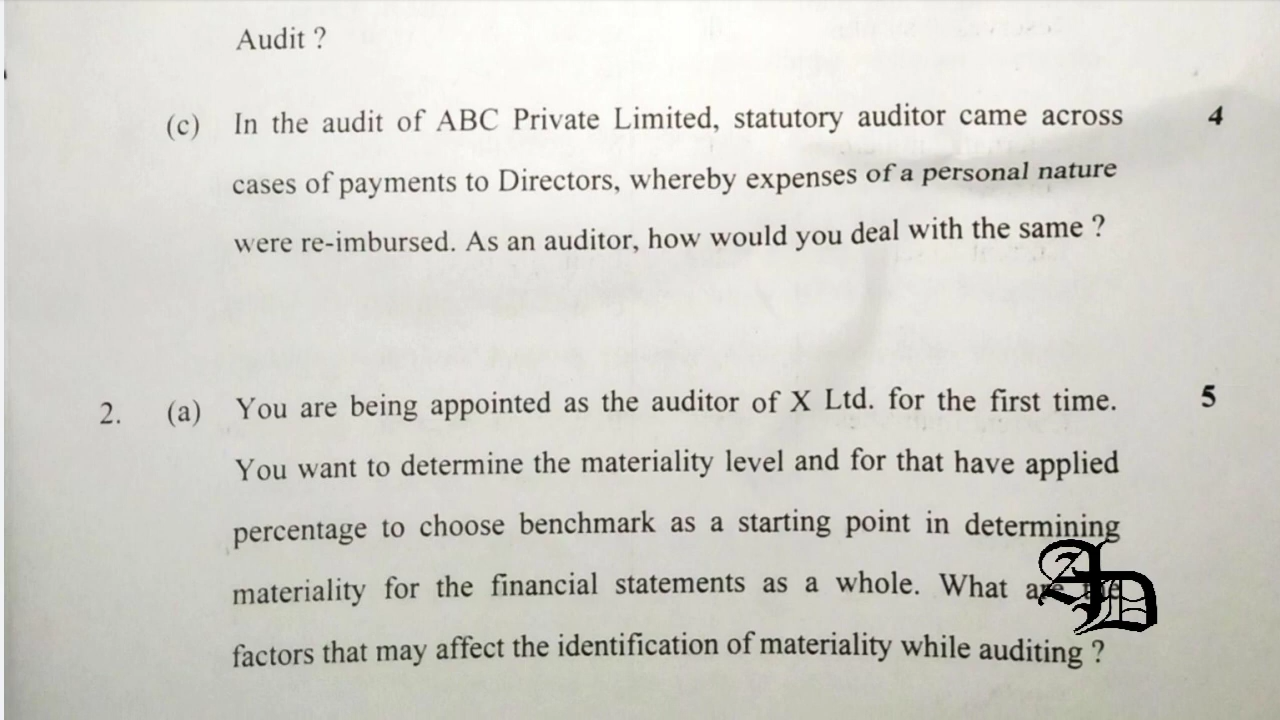 Audit ?
(c) In the audit of ABC Private Limited, statutory auditor came across 4
cases of payments to Directors, whereby expenses of a personal nature
were re-imbursed. As an auditor, how would you deal with the same ?
2. (a) You are being appointed as the auditor of X Ltd. for the first time. 5
You want to determine the materiality level and for that have applied
percentage to choose benchmark as a starting point in determining
materiality for the financial statements as a whole. What are the
factors that may affect the identification of materiality while auditing ?
AD